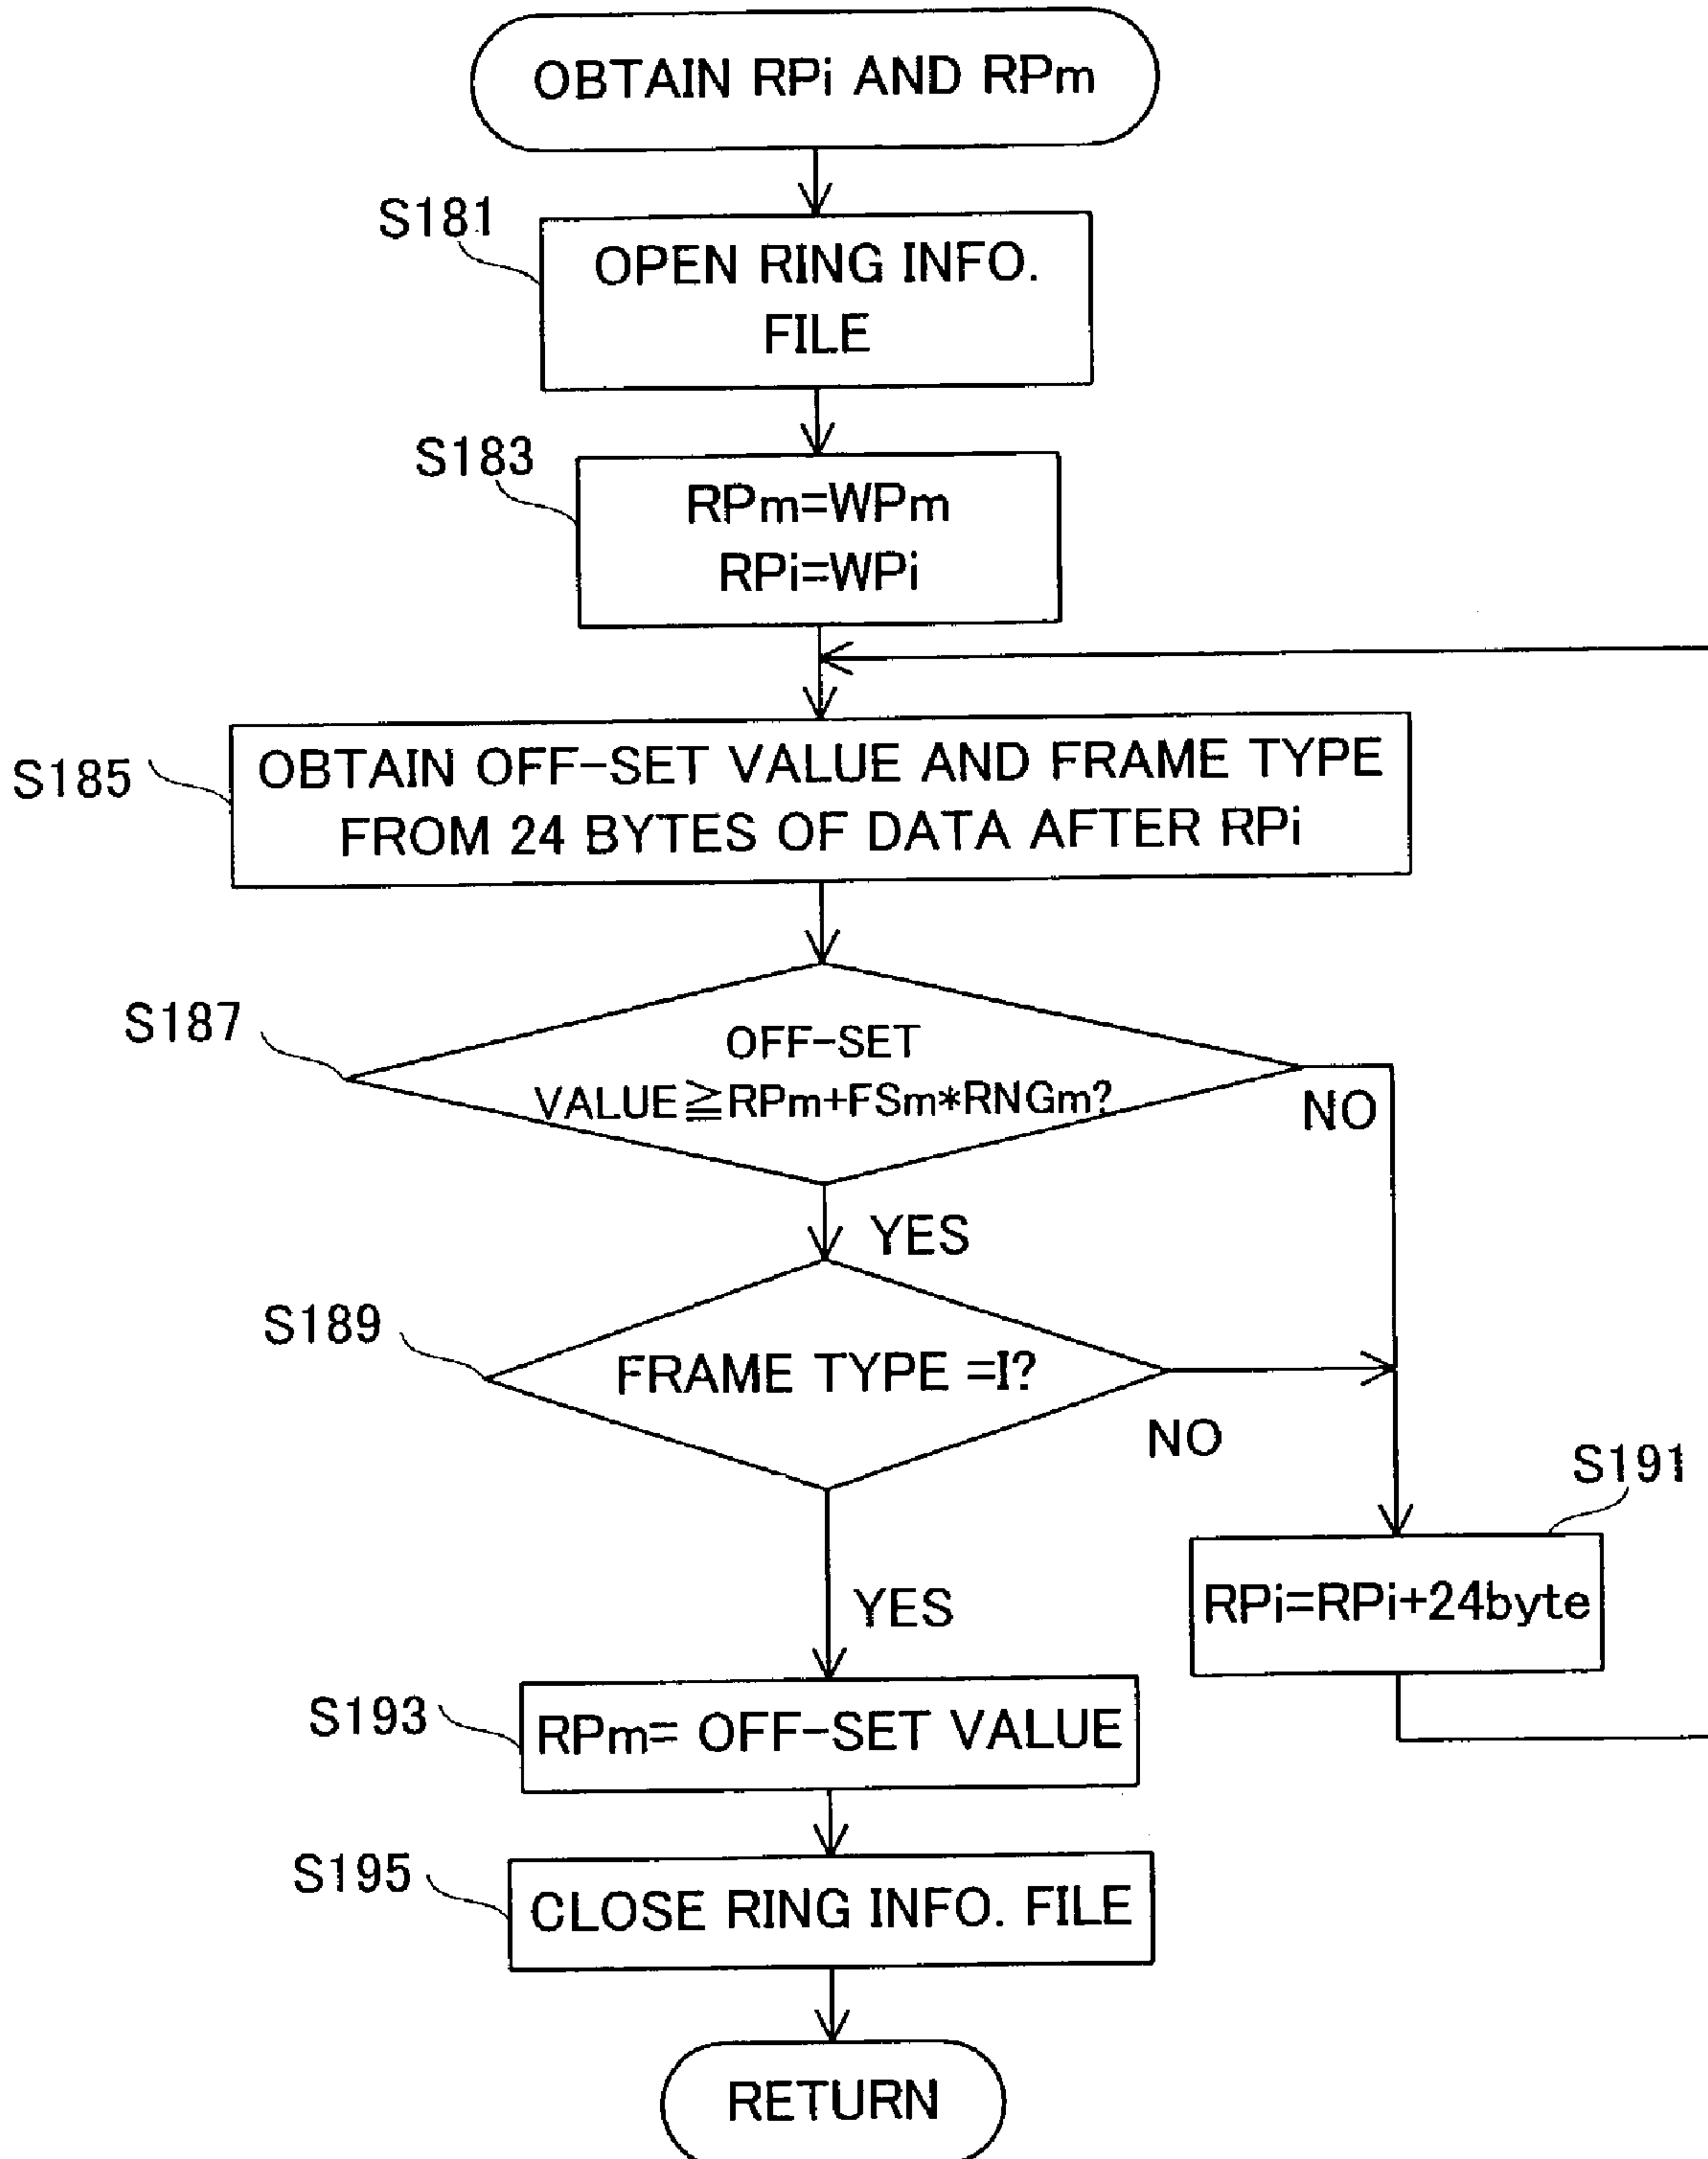 OBTAIN RPi AND RPm
S181
OPEN RING INFO.
FILE
S183
RPm=WPm
RPi=WPi
S185
OBTAIN OFF-SET VALUE AND FRAME TYPE
FROM 24 BYTES OF DATA AFTER RPi
S187
OFF-SET
VALUE≧RPm+FSm*RNGm?
NO
YES
S189
FRAME TYPE =I?
NO
S191
RPi=RPi+24byte
YES
S193
RPm= OFF-SET VALUE
S195
CLOSE RING INFO. FILE
RETURN